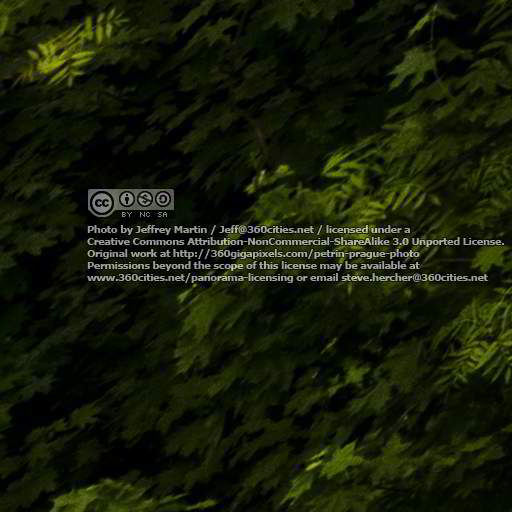 cc BY NC SA
Photo by Jeffrey Martin / Jeff@360cities.net / licensed under a
Creative Commons Attribution-NonCommercial-ShareAlike 3.0 Unported License.
Original work at http://360gigapixels.com/petrin-prague-photo
Permissions beyond the scope of this license may be available at
www.360cities.net/panorama-licensing or email steve.hercher@360cities.net